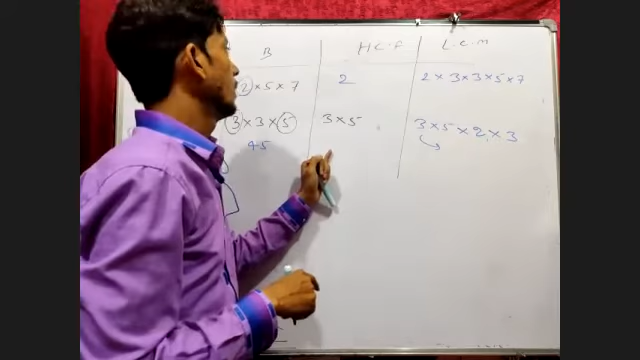 B H.C.F L.C.M
2 × 5 × 7 2 2 × 3 × 3 × 5 × 7
3 × 3 × 5 3 × 5 3 × 5 × 2 × 3
45